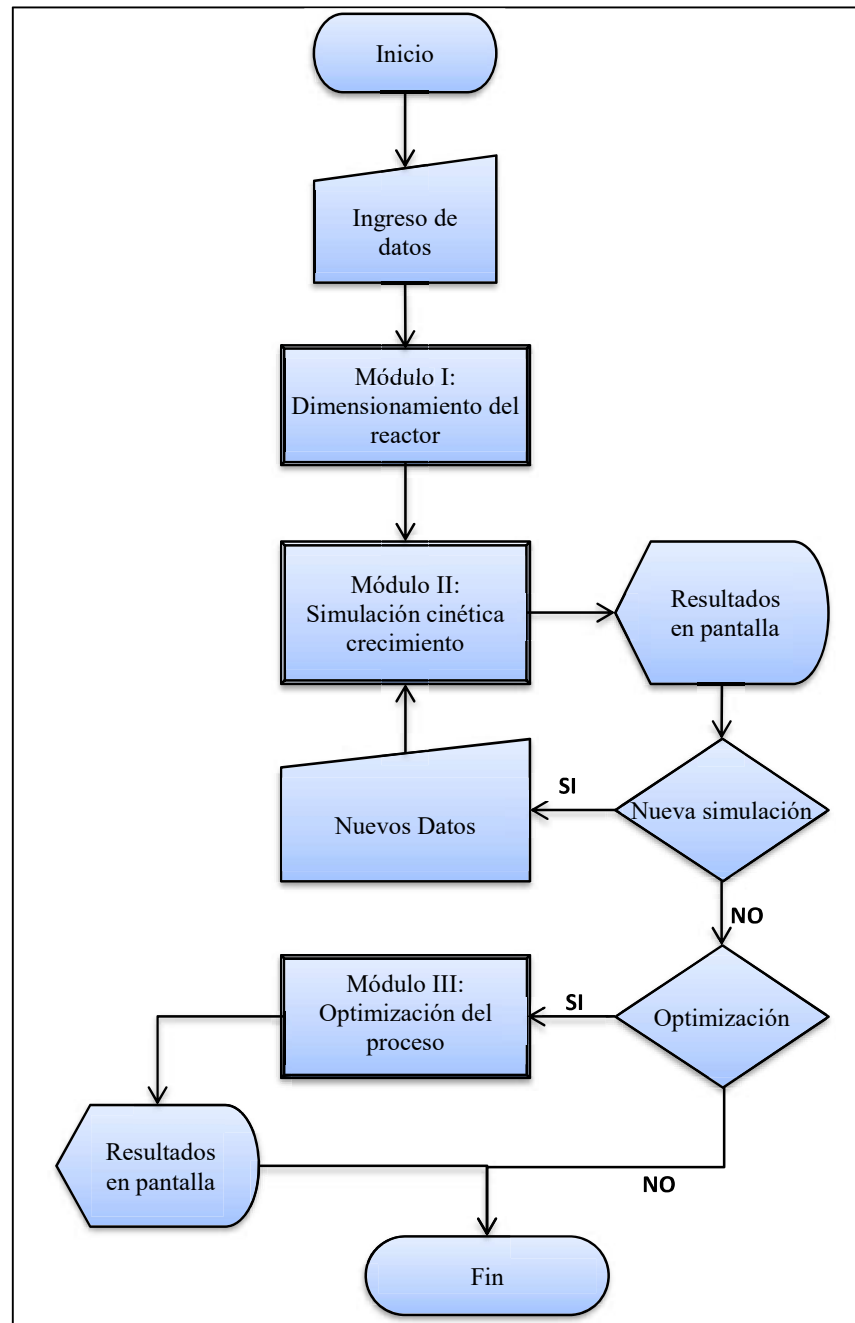 Inicio
Ingreso de
datos
Módulo I:
Dimensionamiento del
reactor
Módulo II:
Simulación cinética
crecimiento
Resultados
en pantalla
Nueva simulación
SI
Nuevos Datos
NO
Optimización
SI
Módulo III:
Optimización del
proceso
Resultados
en pantalla
NO
Fin